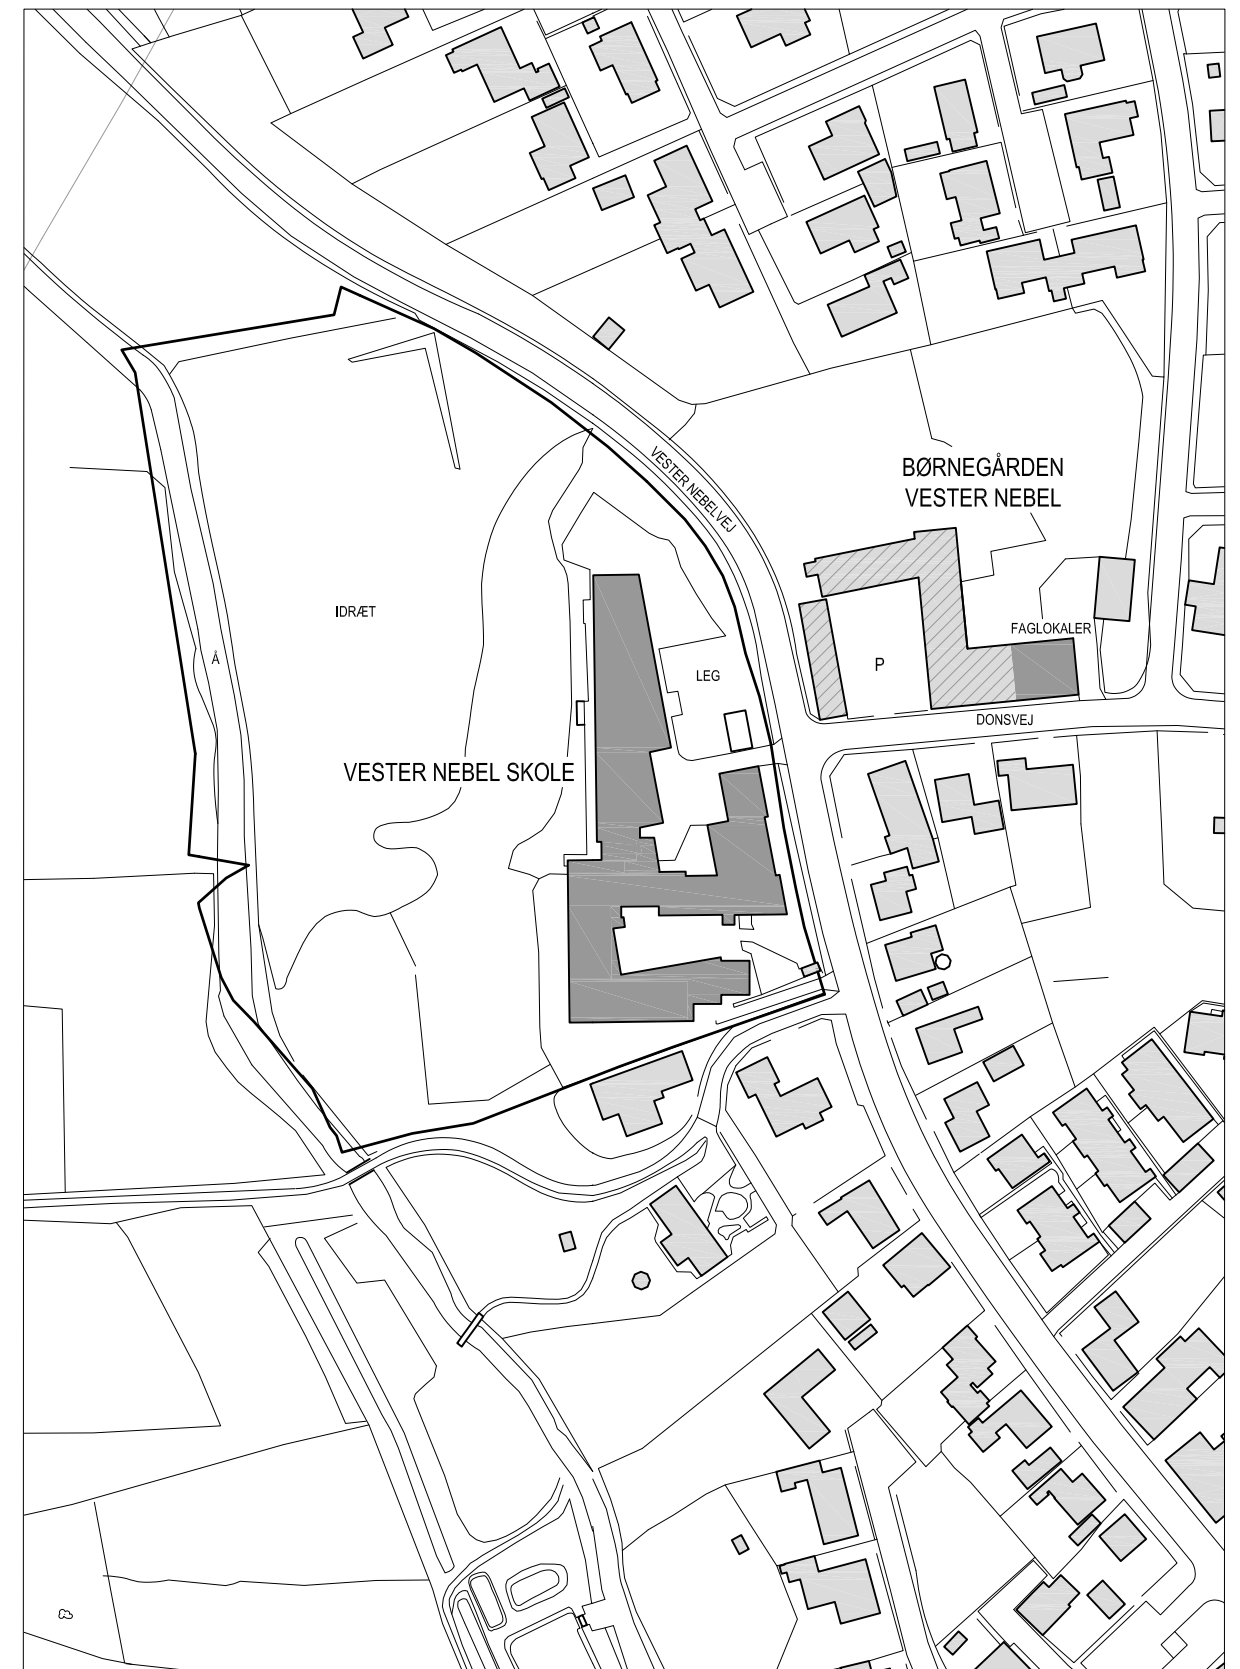 BØRNEGÅRDEN
VESTER NEBEL
VESTER NEBELVEJ
IDRÆT
FAGLOKALER
Å
P
LEG
DONSVEJ
VESTER NEBEL SKOLE